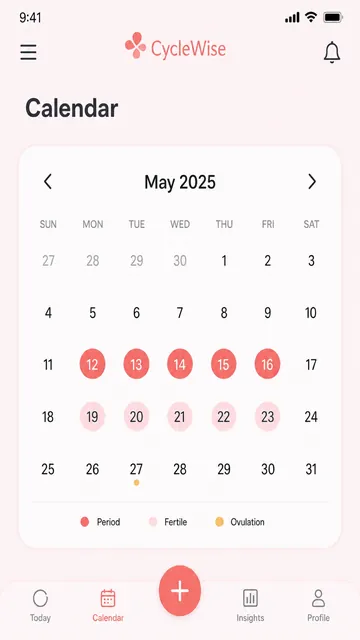 9:41
CycleWise
Calendar
May 2025
SUN MON TUE WED THU FRI SAT
27 28 29 30 1 2 3
4 5 6 7 8 9 10
11 12 13 14 15 16 17
18 19 20 21 22 23 24
25 26 27 28 29 30 31
Period Fertile Ovulation
Today Calendar Insights Profile